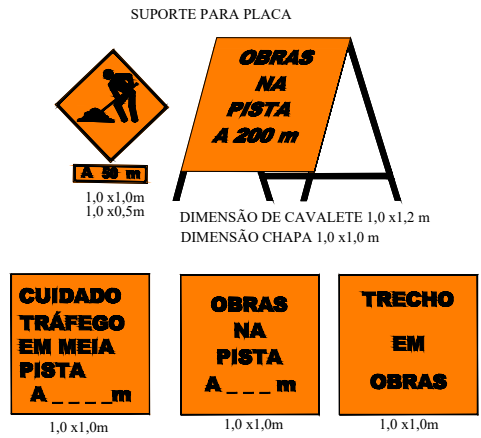 SUPORTE PARA PLACA
OBRAS
NA
PISTA
A 200 m
A 50 m
1,0 x1,0m
1,0 x0,5m
DIMENSÃO DE CAVALETE 1,0 x1,2 m
DIMENSÃO CHAPA 1,0 x1,0 m
CUIDADO
TRÁFEGO
EM MEIA
PISTA
A _ _ _ _m
1,0 x1,0m
OBRAS
NA
PISTA
A _ _ _ m
1,0 x1,0m
TRECHO
EM
OBRAS
1,0 x1,0m